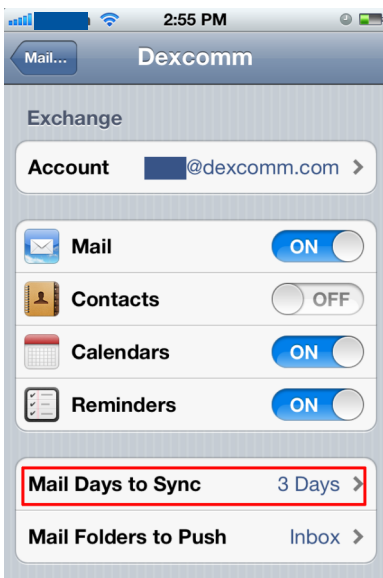 2:55 PM
Mail...
Dexcomm
Exchange
Account @dexcomm.com
Mail ON
Contacts OFF
Calendars ON
Reminders ON
Mail Days to Sync 3 Days
Mail Folders to Push Inbox